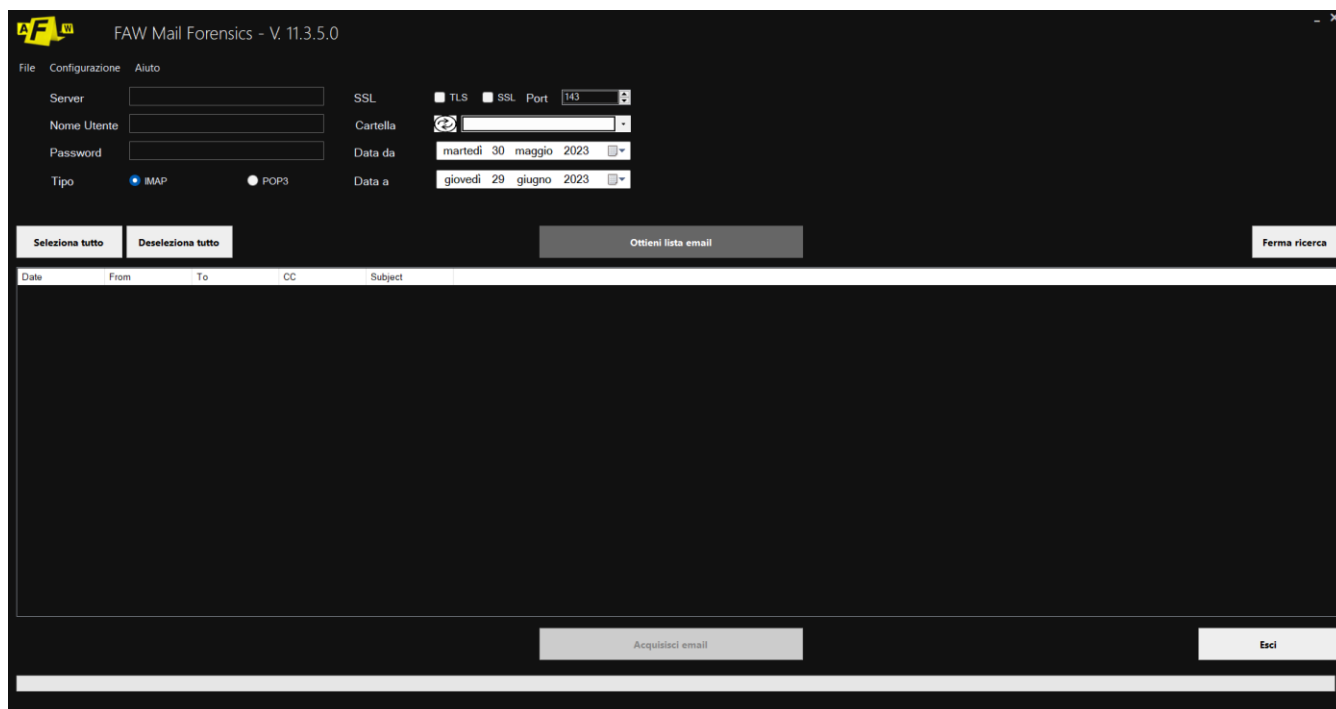 A F W FAW Mail Forensics - V. 11.3.5.0
File Configurazione Aiuto
Server SSL TLS SSL Port 143
Nome Utente Cartella
Password Data da martedì 30 maggio 2023
Tipo IMAP POP3 Data a giovedì 29 giugno 2023
Seleziona tutto Deseleziona tutto Ottieni lista email Ferma ricerca
Date From To CC Subject
Acquisisci email Esci